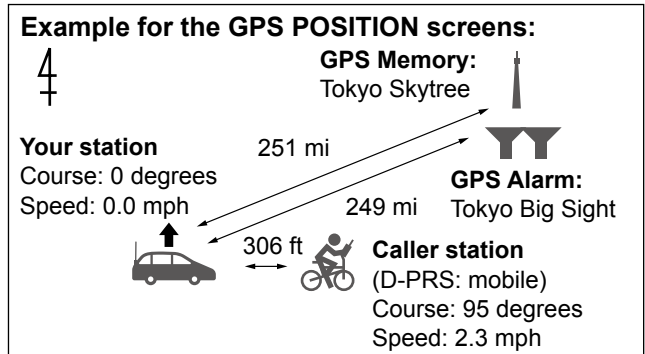 Example for the GPS POSITION screens:
GPS Memory:
Tokyo Skytree
Your station
Course: 0 degrees
Speed: 0.0 mph
251 mi
GPS Alarm:
Tokyo Big Sight
249 mi
306 ft
Caller station
(D-PRS: mobile)
Course: 95 degrees
Speed: 2.3 mph